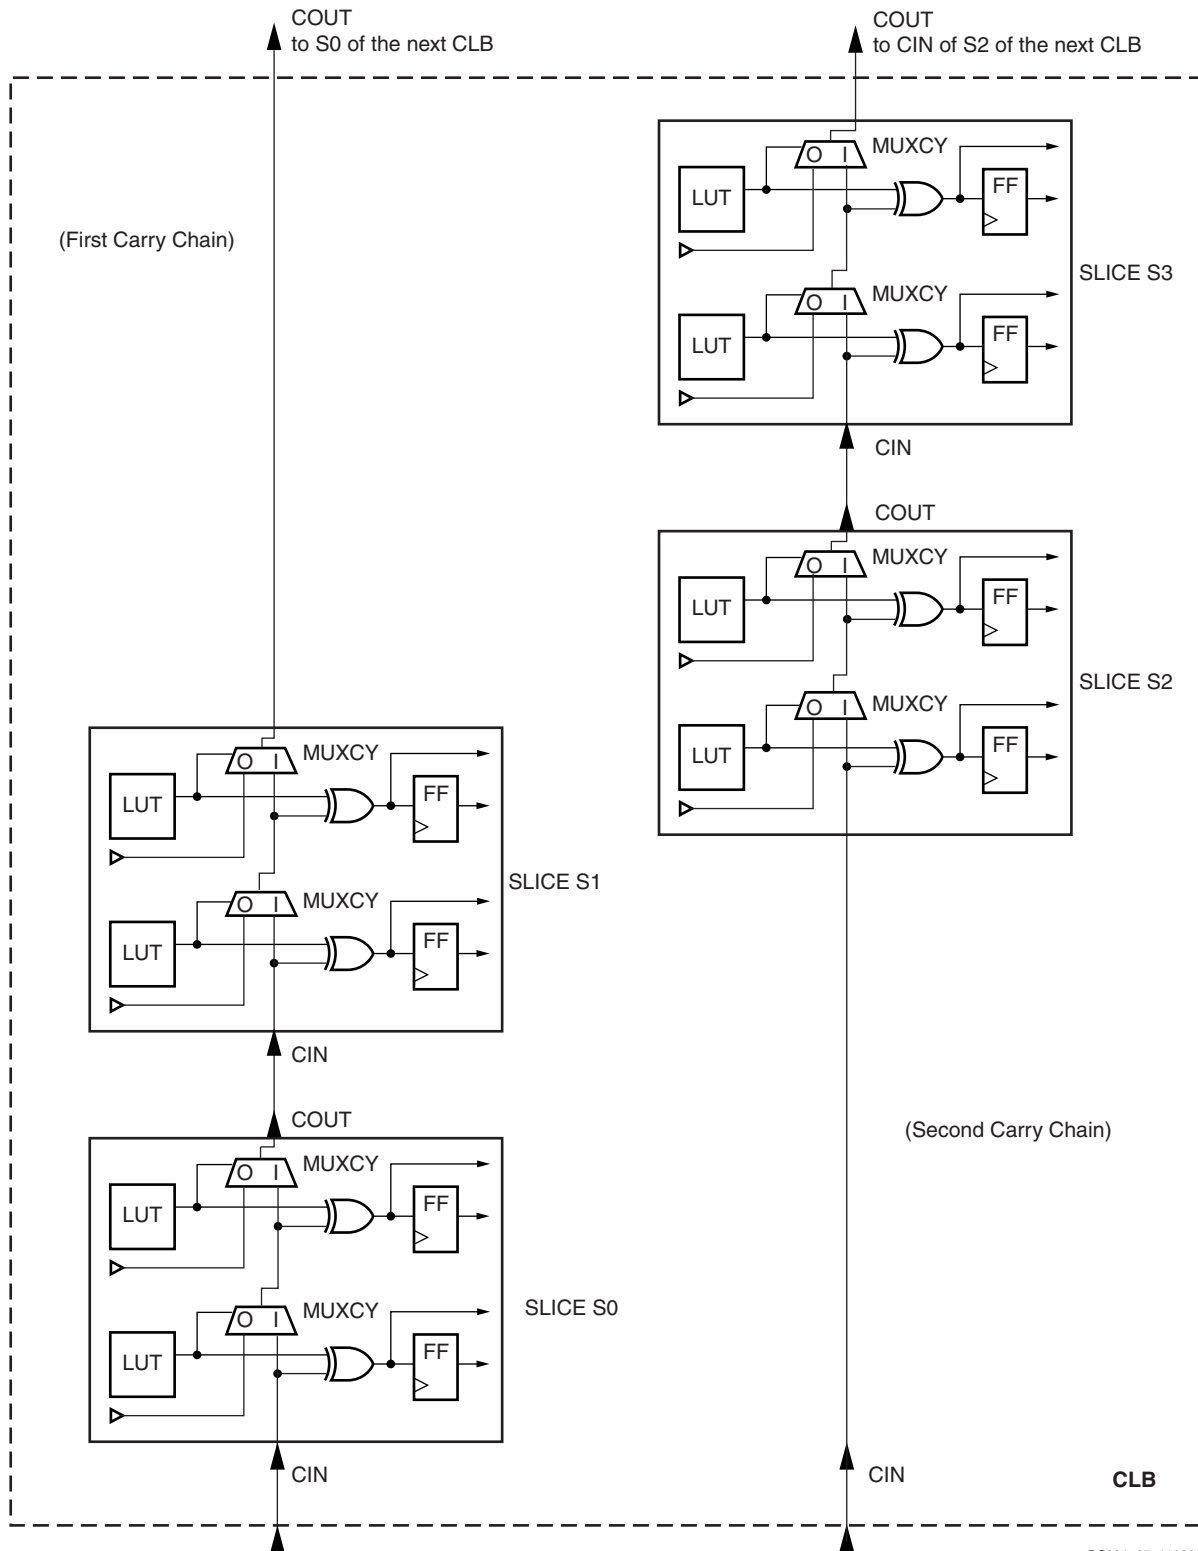 COUT
to S0 of the next CLB
COUT
to CIN of S2 of the next CLB
(First Carry Chain)
O I MUXCY
LUT
FF
SLICE S3
O I MUXCY
LUT
FF
CIN
COUT
O I MUXCY
LUT
FF
SLICE S2
O I MUXCY
LUT
FF
O I MUXCY
LUT
FF
SLICE S1
O I MUXCY
LUT
FF
CIN
COUT
(Second Carry Chain)
O I MUXCY
LUT
FF
SLICE S0
O I MUXCY
LUT
FF
CIN
CIN
CLB